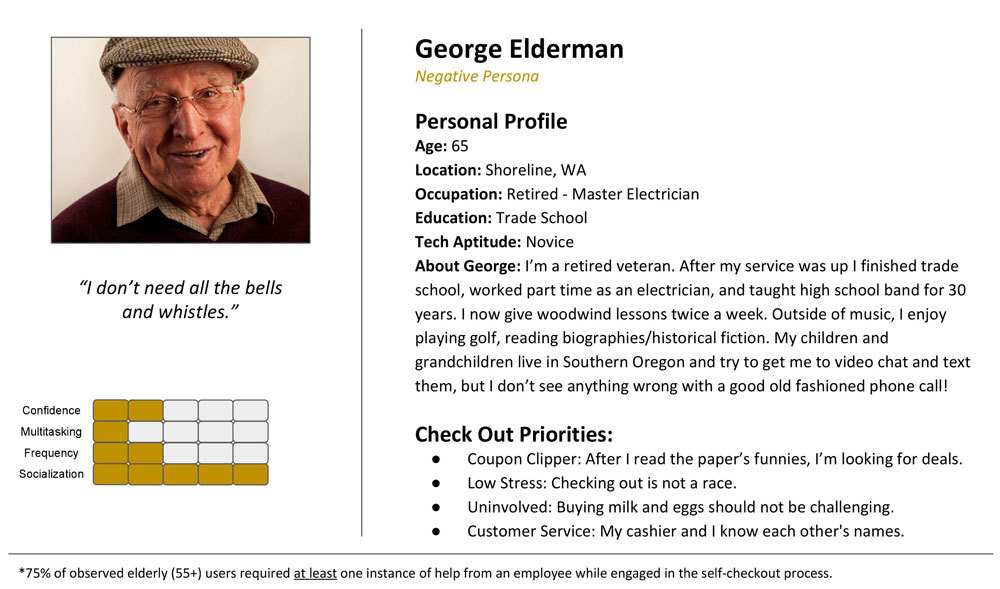 George Elderman
Negative Persona
Personal Profile
Age: 65
Location: Shoreline, WA
Occupation: Retired - Master Electrician
Education: Trade School
Tech Aptitude: Novice
About George: I’m a retired veteran. After my service was up I finished trade
school, worked part time as an electrician, and taught high school band for 30
years. I now give woodwind lessons twice a week. Outside of music, I enjoy
playing golf, reading biographies/historical fiction. My children and
grandchildren live in Southern Oregon and try to get me to video chat and text
them, but I don’t see anything wrong with a good old fashioned phone call!
“I don’t need all the bells
and whistles.”
Confidence
Multitasking
Frequency
Socialization
Check Out Priorities:
● Coupon Clipper: After I read the paper’s funnies, I’m looking for deals.
● Low Stress: Checking out is not a race.
● Uninvolved: Buying milk and eggs should not be challenging.
● Customer Service: My cashier and I know each other's names.
*75% of observed elderly (55+) users required at least one instance of help from an employee while engaged in the self-checkout process.